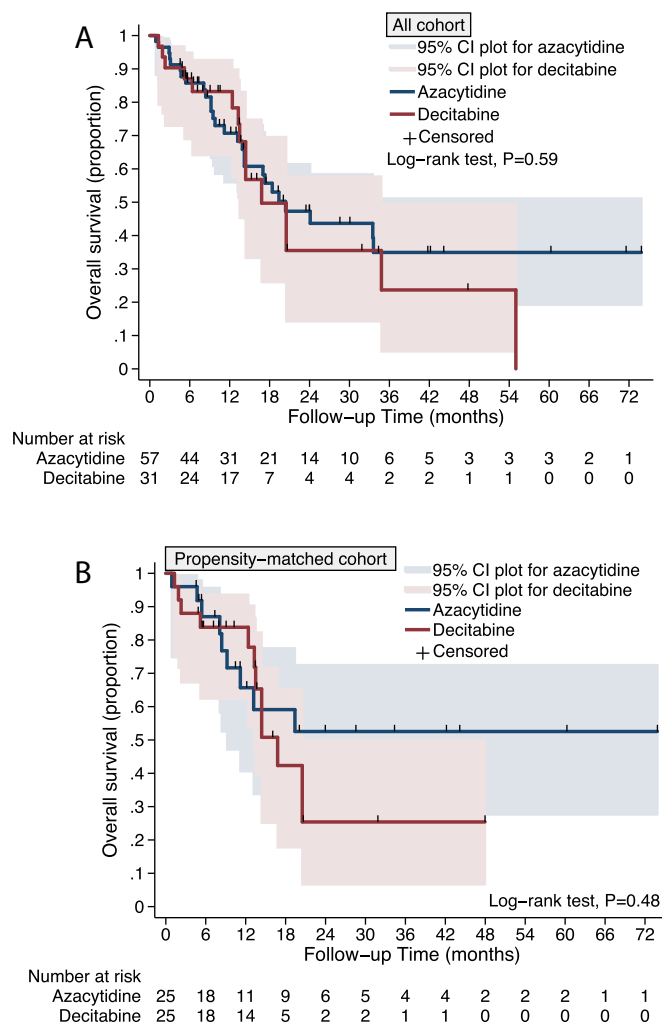 A
All cohort
95% CI plot for azacytidine
95% CI plot for decitabine
Azacytidine
Decitabine
+Censored
Log−rank test, P=0.59
Overall survival (proportion)
1
.9
.8
.7
.6
.5
.4
.3
.2
.1
0
0 6 12 18 24 30 36 42 48 54 60 66 72
Follow−up Time (months)
Number at risk
Azacytidine 57 44 31 21 14 10 6 5 3 3 3 2 1
Decitabine 31 24 17 7 4 4 2 2 1 1 0 0 0
B
Propensity−matched cohort
95% CI plot for azacytidine
95% CI plot for decitabine
Azacytidine
Decitabine
+Censored
Overall survival (proportion)
1
.9
.8
.7
.6
.5
.4
.3
.2
.1
0
Log−rank test, P=0.48
0 6 12 18 24 30 36 42 48 54 60 66 72
Follow−up Time (months)
Number at risk
Azacytidine 25 18 11 9 6 5 4 4 2 2 2 1 1
Decitabine 25 18 14 5 2 2 1 1 0 0 0 0 0